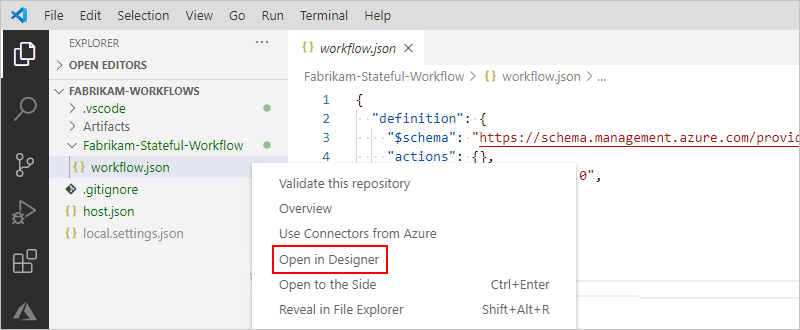 File Edit Selection View Go Run Terminal Help
EXPLORER ...
OPEN EDITORS
FABRIKAM-WORKFLOWS
.vscode
Artifacts
Fabrikam-Stateful-Workflow
{} workflow.json
.gitignore
{} host.json
{} local.settings.json
{} workflow.json ×
Fabrikam-Stateful-Workflow > {} workflow.json > ...
1 {
2 "definition": {
3 "$schema": "https://schema.management.azure.com/provid
4 "actions": {},
.0",
Validate this repository
Overview
Use Connectors from Azure
Open in Designer
Open to the Side Ctrl+Enter
Reveal in File Explorer Shift+Alt+R